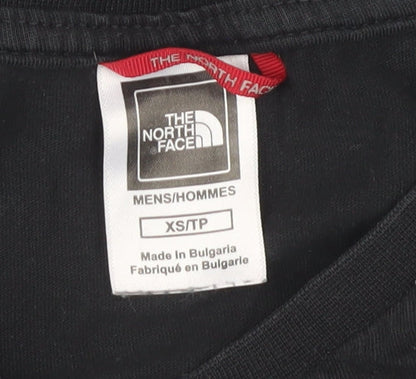 THE NORTH FACE
THE
NORTH
FACE
MENS/HOMMES
XS/TP
Made In Bulgaria
Fabriqué en Bulgarie